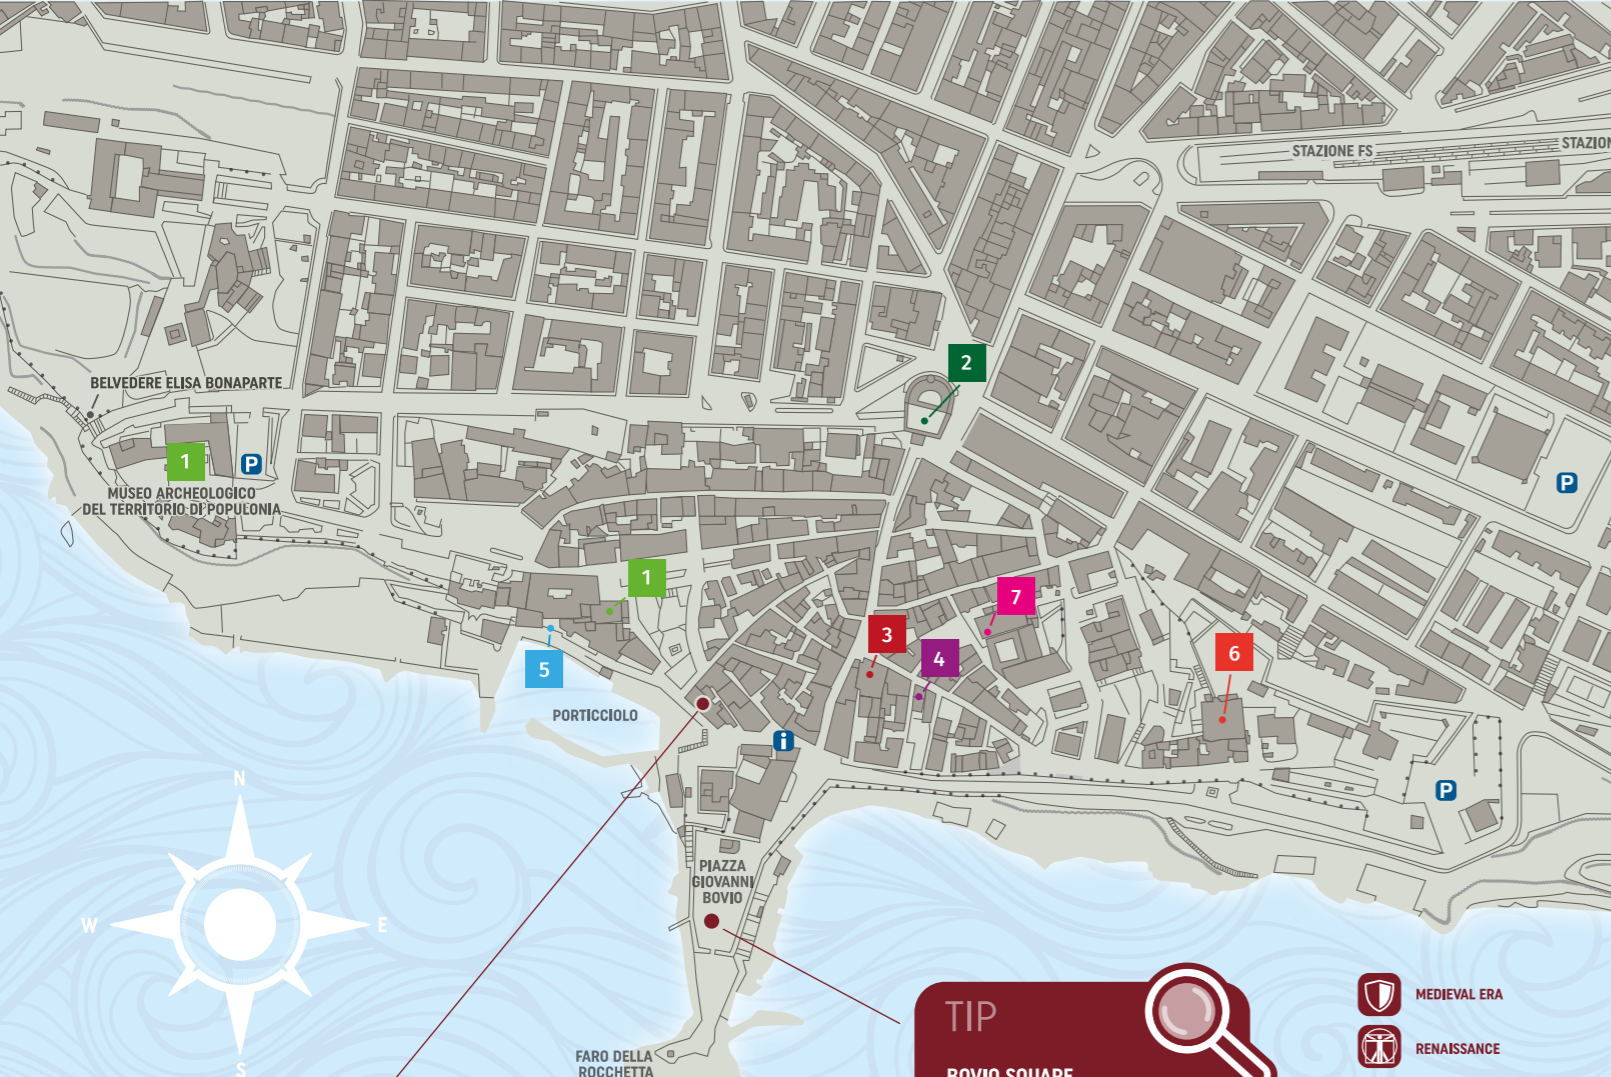 STAZIONE FS
STAZION
2
BELVEDERE ELISA BONAPARTE
1
P
MUSEO ARCHEOLOGICO
DEL TERRITORIO DI POPULONIA
P
1
7
3
4
6
5
PORTICCIOLO
i
P
N
W
E
S
PIAZZA
GIOVANNI
BOVIO
FARO DELLA
ROCCHETTA
TIP
BOVIO SQUARE
MEDIEVAL ERA
RENAISSANCE